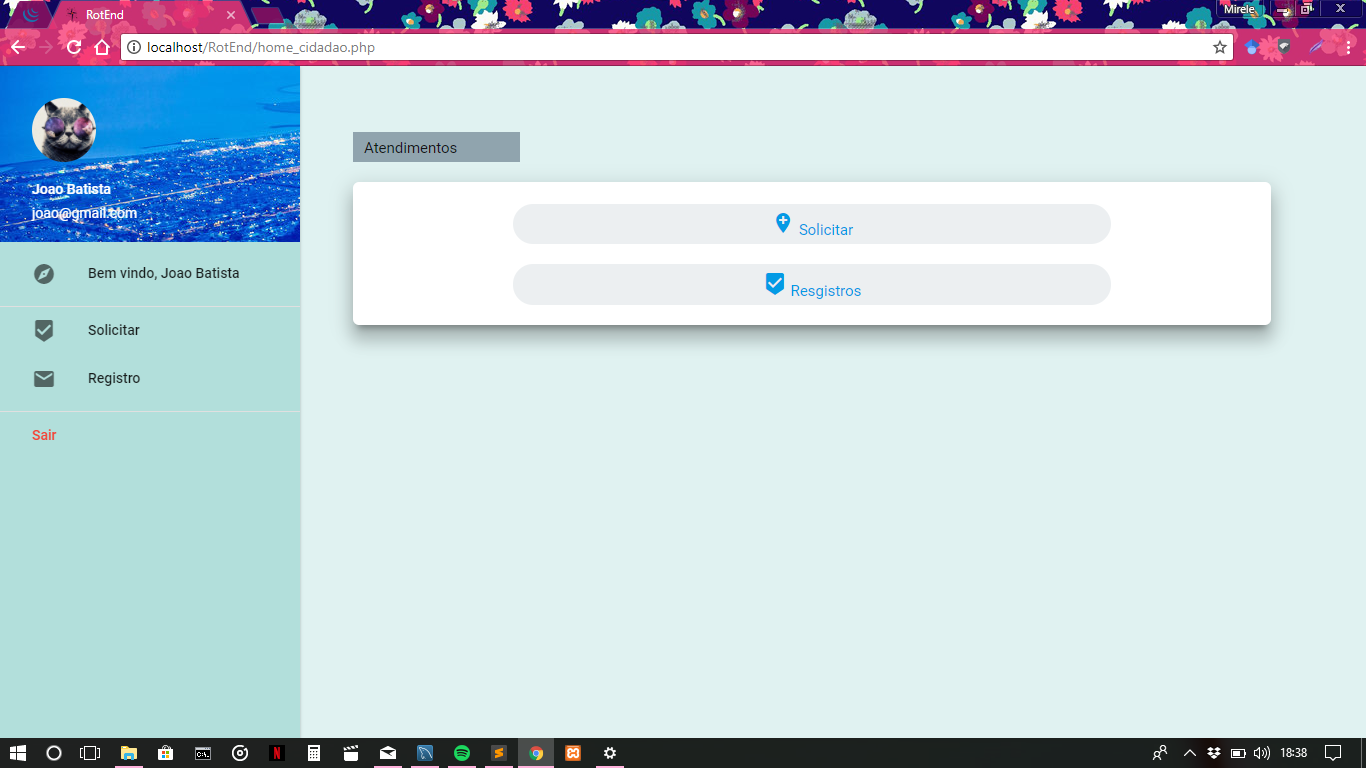 Mirele
RotEnd
localhost/RotEnd/home_cidadao.php
Joao Batista
joao@gmail.com
Bem vindo, Joao Batista
Solicitar
Registro
Sair
Atendimentos
Solicitar
Resgistros
18:38